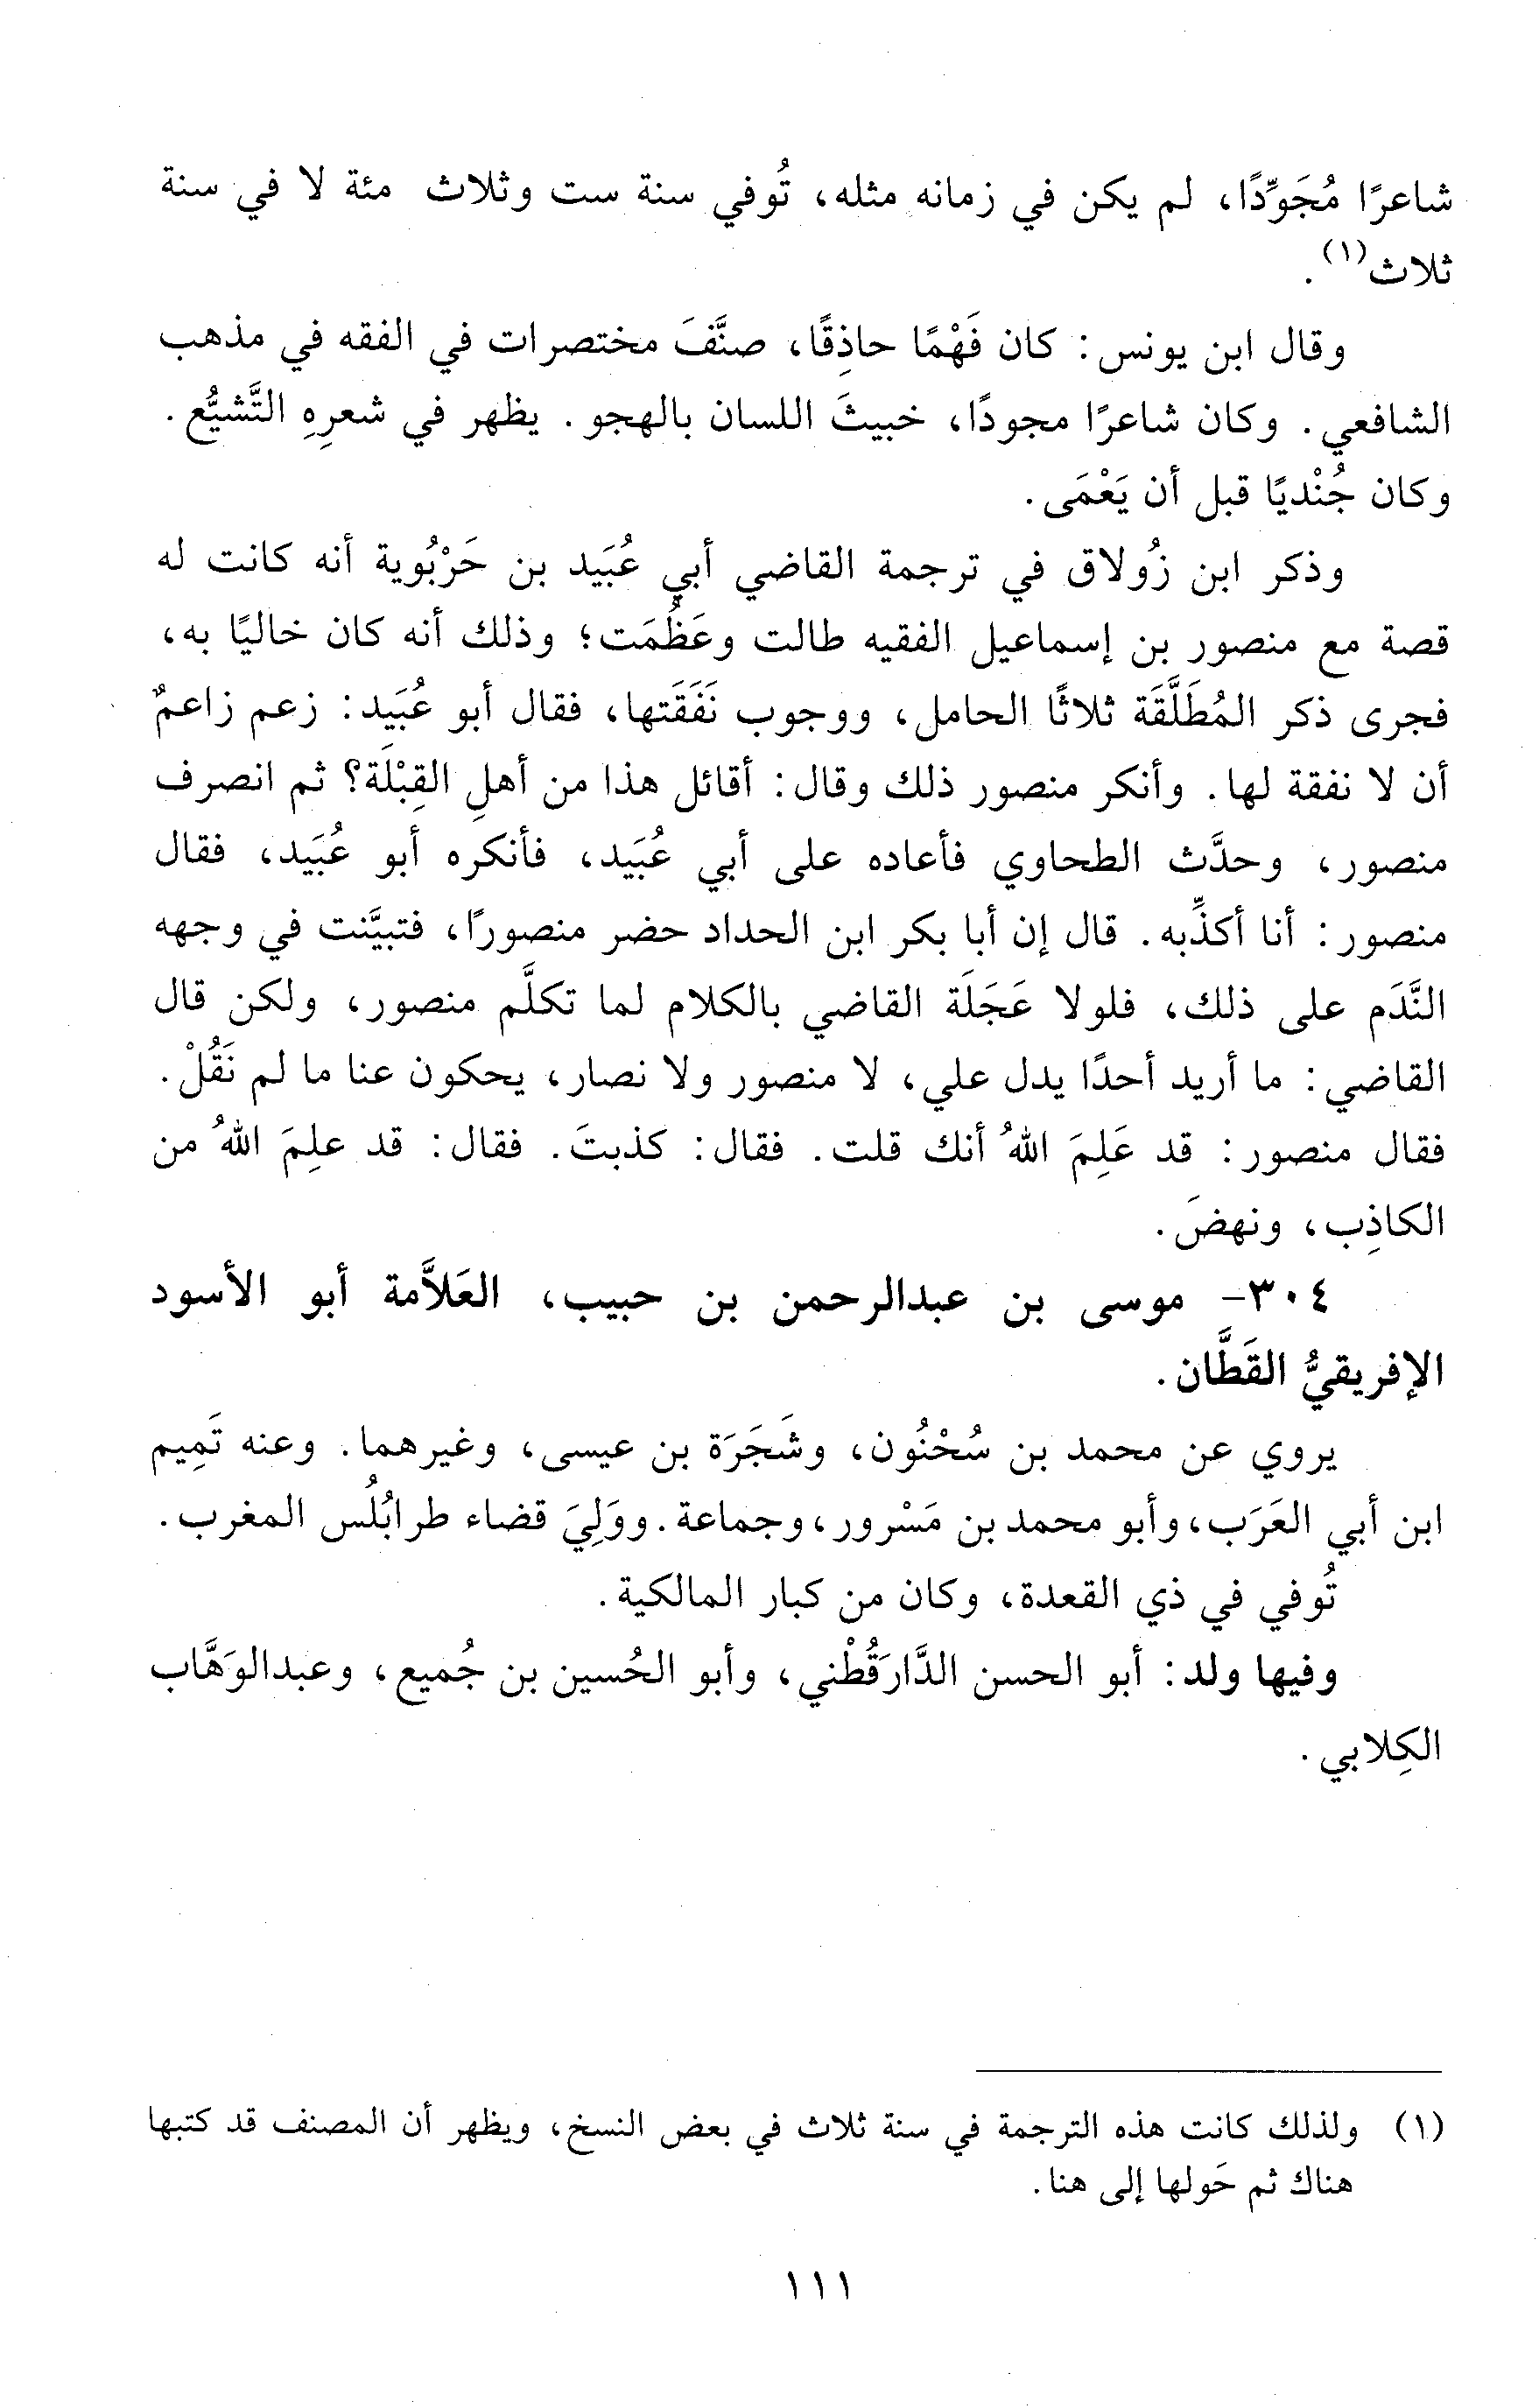 شاعرًا مُجَوِّدًا، لم يكن في زمانه مثله، تُوفي سنة ست وثلاث مئة لا في سنة
ثلاث(١).
وقال ابن يونس: كان فَهْمًا حاذِقًا، صنَّفَ مختصرات في الفقه في مذهب
الشافعي. وكان شاعرًا مجودًا، خبيثَ اللسان بالهجو. يظهر في شعرِهِ التَّشيُّع.
وكان جُنْديًا قبل أن يَعْمَى.
وذكر ابن زُولاق في ترجمة القاضي أبي عُبَيد بن حَرْبُوية أنه كانت له
قصة مع منصور بن إسماعيل الفقيه طالت وعَظُمَت؛ وذلك أنه كان خاليًا به،
فجرى ذكر المُطَلَّقَة ثلاثًا الحامل، ووجوب نَفَقَتها، فقال أبو عُبَيد: زعم زاعمٌ
أن لا نفقة لها. وأنكر منصور ذلك وقال: أقائل هذا من أهلِ القِبْلَة؟ ثم انصرف
منصور، وحدَّث الطحاوي فأعاده على أبي عُبَيد، فأنكره أبو عُبَيد، فقال
منصور: أنا أكذِّبه. قال إن أبا بكر ابن الحداد حضر منصورًا، فتبيَّنت في وجهه
النَّدَم على ذلك، فلولا عَجَلَة القاضي بالكلام لما تكلَّم منصور، ولكن قال
القاضي: ما أريد أحدًا يدل علي، لا منصور ولا نصار، يحكون عنا ما لم نَقُلْ.
فقال منصور: قد عَلِمَ اللهُ أنك قلت. فقال: كذبتَ. فقال: قد علِمَ اللهُ من
الكاذِب، ونهضَ.
٣٠٤- موسى بن عبدالرحمن بن حبيب، العَلاَّمة أبو الأسود
الإفريقيُّ القَطَّان.
يروي عن محمد بن سُحْنُون، وشَجَرَة بن عيسى، وغيرهما. وعنه تَمِيم
ابن أبي العَرَب، وأبو محمد بن مَسْرور، وجماعة. ووَلِيَ قضاء طرابُلُس المغرب.
تُوفي في ذي القعدة، وكان من كبار المالكية.
وفيها ولد: أبو الحسن الدَّارَقُطْني، وأبو الحُسين بن جُميع، وعبدالوَهَّاب
الكِلابي.
(١) ولذلك كانت هذه الترجمة في سنة ثلاث في بعض النسخ، ويظهر أن المصنف قد كتبها
هناك ثم حَولها إلى هنا.
١١١